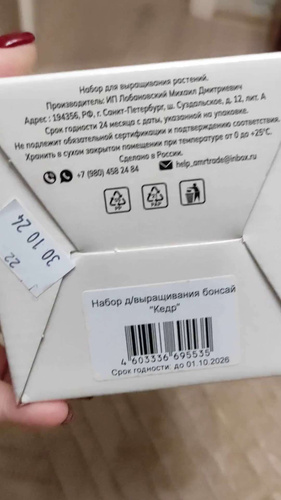 Набор для выращивания растений.
Производитель: ИП Лобановский Михаил Дмитриевич
Адрес : 194356, РФ, г. Санкт-Петербург, ш. Суздальское, д. 12, лит. А
Срок годности 24 месяца с даты, указанной на упаковке.
Не подлежит обязательной сертификации и подтверждению соответствия.
Хранить в сухом закрытом помещении при температуре от 0 до +25°C.
Сделано в России.
+7 (980) 458 24 84 help_amrtrade@inbox.ru
PP PAP
22
30 10 24
Набор д/выращивания бонсай
"Кедр"
4 603336 695535
Срок годности: до 01.10.2026